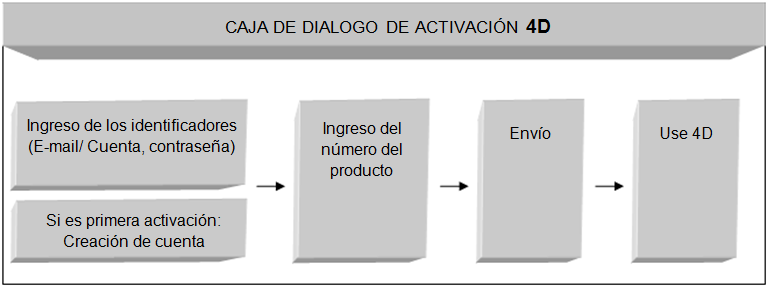 CAJA DE DIALOGO DE ACTIVACIÓN 4D
Ingreso de los identificadores
(E-mail/ Cuenta, contraseña)
Si es primera activación:
Creación de cuenta
Ingreso del
número del
producto
Envío
Use 4D